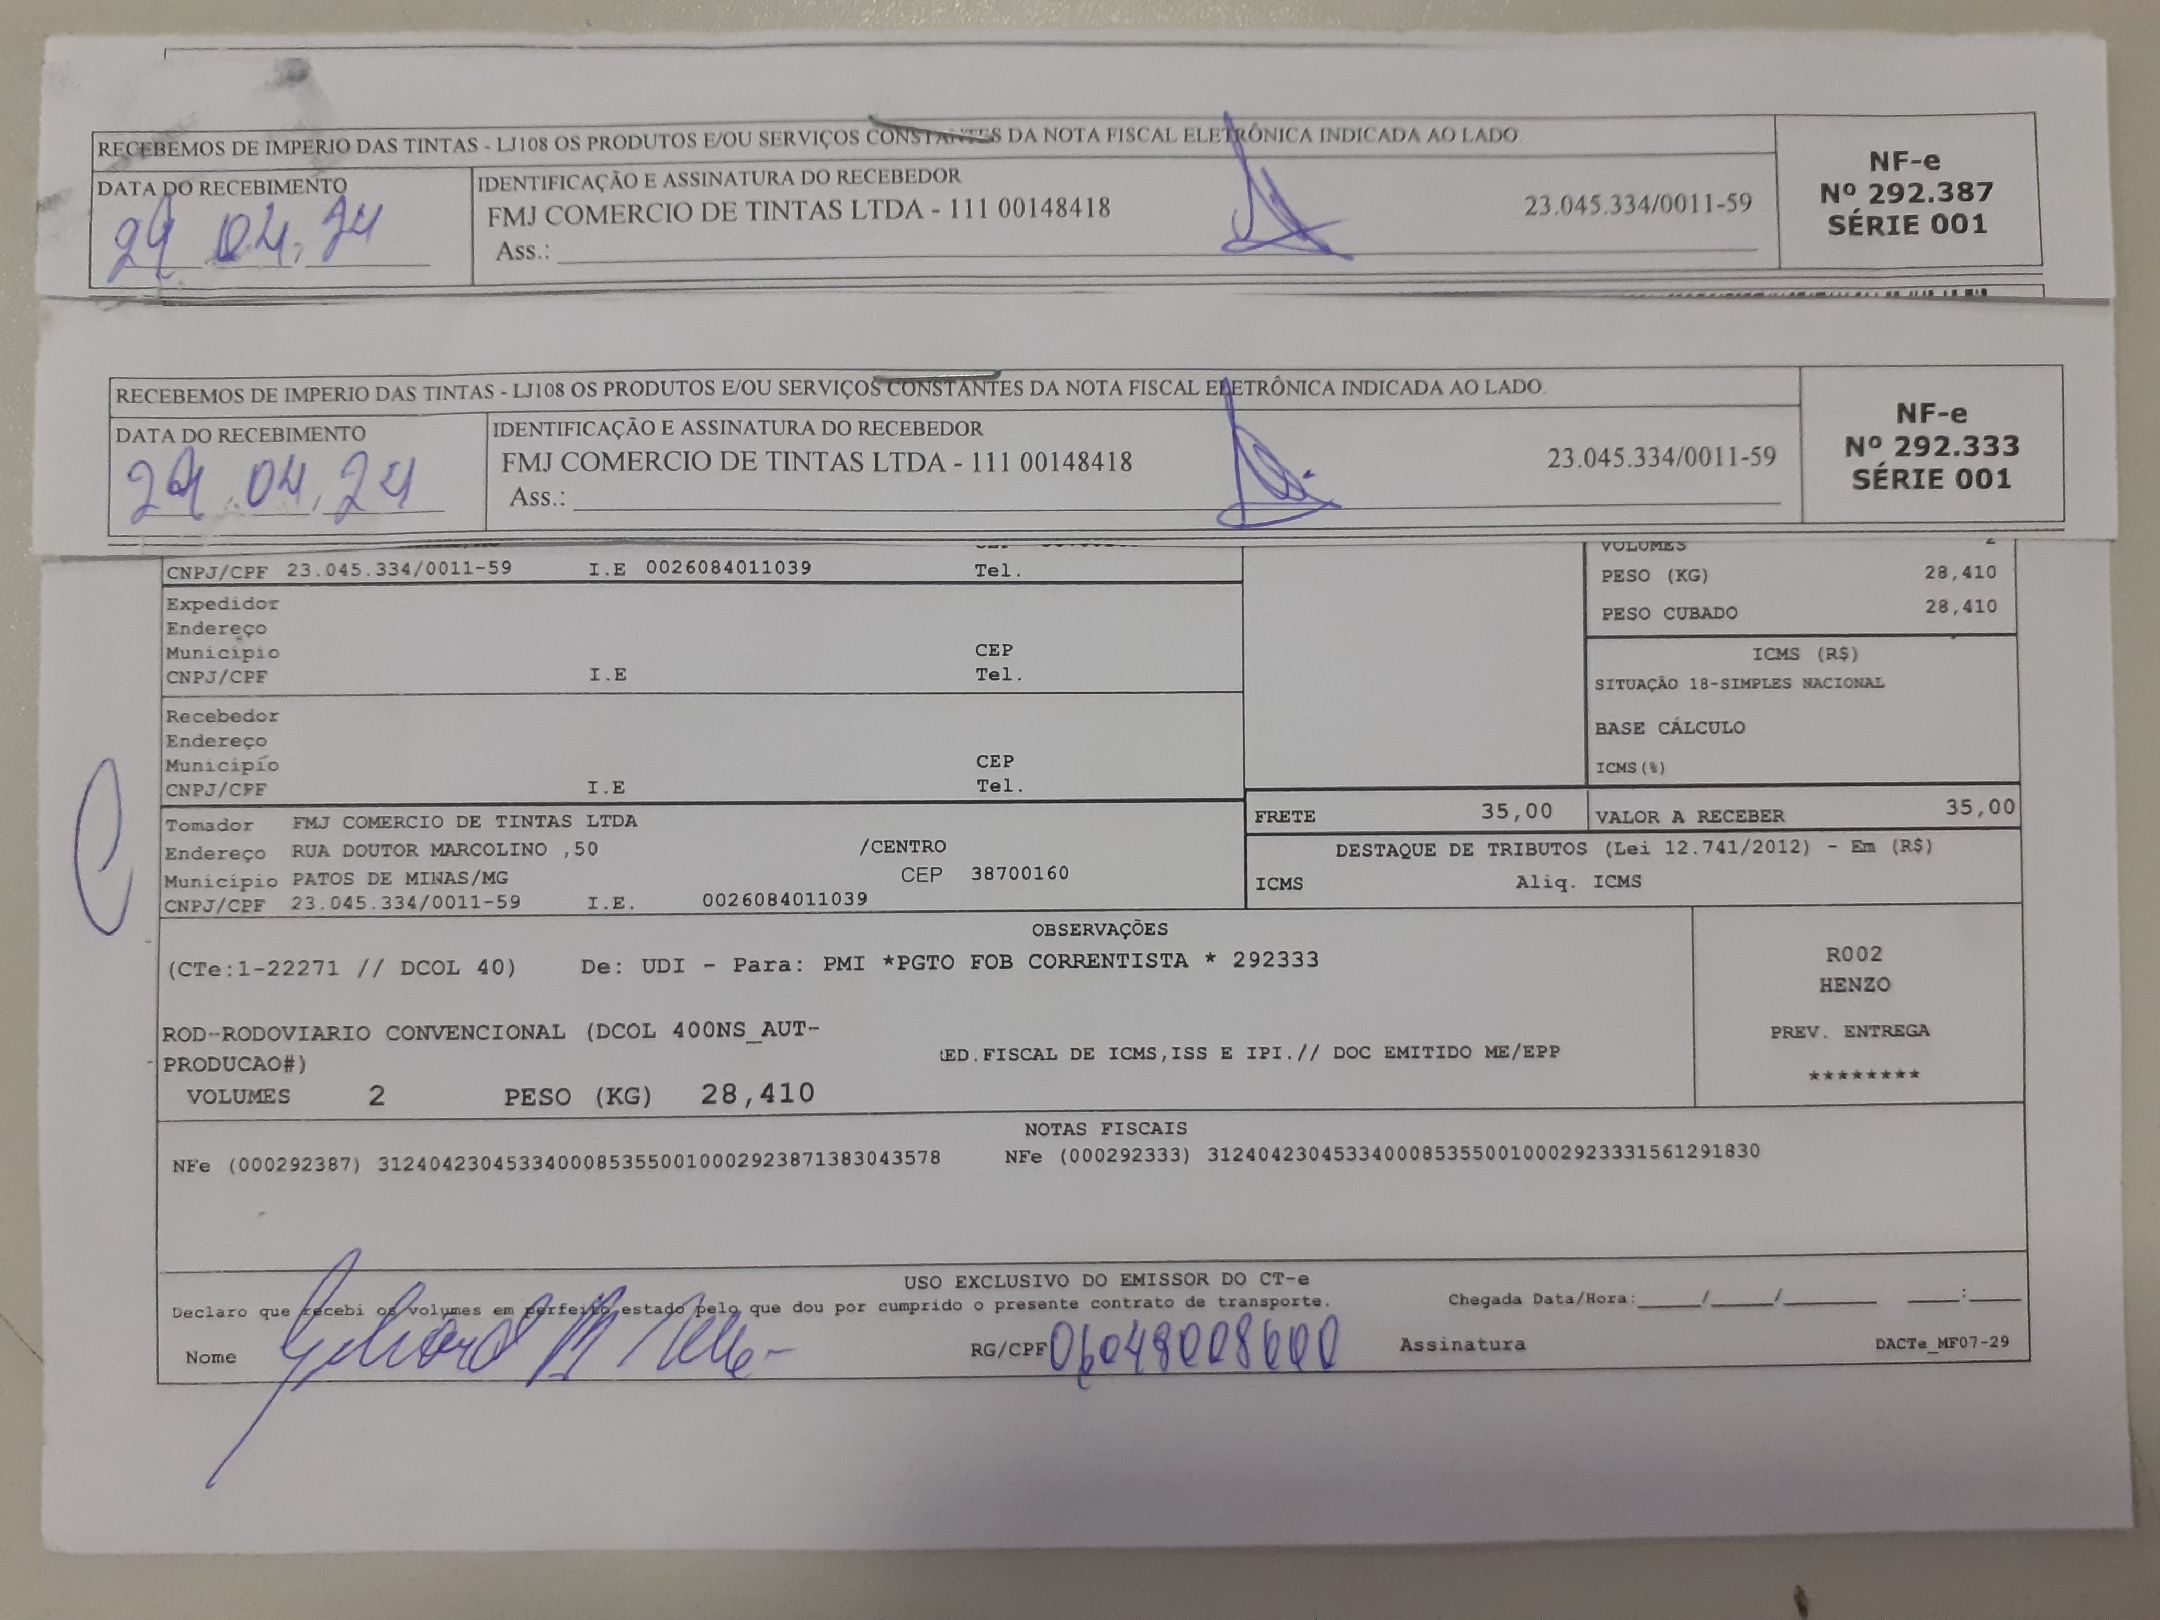 RECEBEMOS DE IMPERIO DAS TINTAS - LJ108 OS PRODUTOS E/OU SERVIÇOS CONSTANTES DA NOTA FISCAL ELETRÔNICA INDICADA AO LADO.
DATA DO RECEBIMENTO
29 04 24
IDENTIFICAÇÃO E ASSINATURA DO RECEBEDOR
FMJ COMERCIO DE TINTAS LTDA - 111 00148418 23.045.334/0011-59
Ass.:
NF-e
Nº 292.387
SÉRIE 001
RECEBEMOS DE IMPERIO DAS TINTAS - LJ108 OS PRODUTOS E/OU SERVIÇOS CONSTANTES DA NOTA FISCAL ELETRÔNICA INDICADA AO LADO.
DATA DO RECEBIMENTO
29 04 24
IDENTIFICAÇÃO E ASSINATURA DO RECEBEDOR
FMJ COMERCIO DE TINTAS LTDA - 111 00148418 23.045.334/0011-59
Ass.:
NF-e
Nº 292.333
SÉRIE 001
CNPJ/CPF 23.045.334/0011-59 I.E 0026084011039 Tel.
Expedidor
Endereço
Município CEP
CNPJ/CPF I.E Tel.
Recebedor
Endereço
Município CEP
CNPJ/CPF I.E Tel.
Tomador FMJ COMERCIO DE TINTAS LTDA
Endereço RUA DOUTOR MARCOLINO ,50 /CENTRO
Município PATOS DE MINAS/MG CEP 38700160
CNPJ/CPF 23.045.334/0011-59 I.E. 0026084011039
VOLUMES 2
PESO (KG) 28,410
PESO CUBADO 28,410
ICMS (R$)
SITUAÇÃO 18-SIMPLES NACIONAL
BASE CÁLCULO
ICMS(%)
FRETE 35,00 VALOR A RECEBER 35,00
DESTAQUE DE TRIBUTOS (Lei 12.741/2012) - Em (R$)
ICMS Aliq. ICMS
OBSERVAÇÕES
(CTe:1-22271 // DCOL 40) De: UDI - Para: PMI *PGTO FOB CORRENTISTA * 292333
ROD-RODOVIARIO CONVENCIONAL (DCOL 400NS_AUT-
PRODUCAO#)
ED.FISCAL DE ICMS,ISS E IPI.// DOC EMITIDO ME/EPP
VOLUMES 2 PESO (KG) 28,410
R002
HENZO
PREV. ENTREGA
********
NOTAS FISCAIS
NFe (000292387) 31240423045334000853550010002923871383043578 NFe (000292333) 31240423045334000853550010002923331561291830
USO EXCLUSIVO DO EMISSOR DO CT-e
Declaro que recebi os volumes em perfeito estado pelo que dou por cumprido o presente contrato de transporte. Chegada Data/Hora:_____/_____/_______ ____:____
Nome RG/CPF 06048008600 Assinatura DACTe_MF07-29